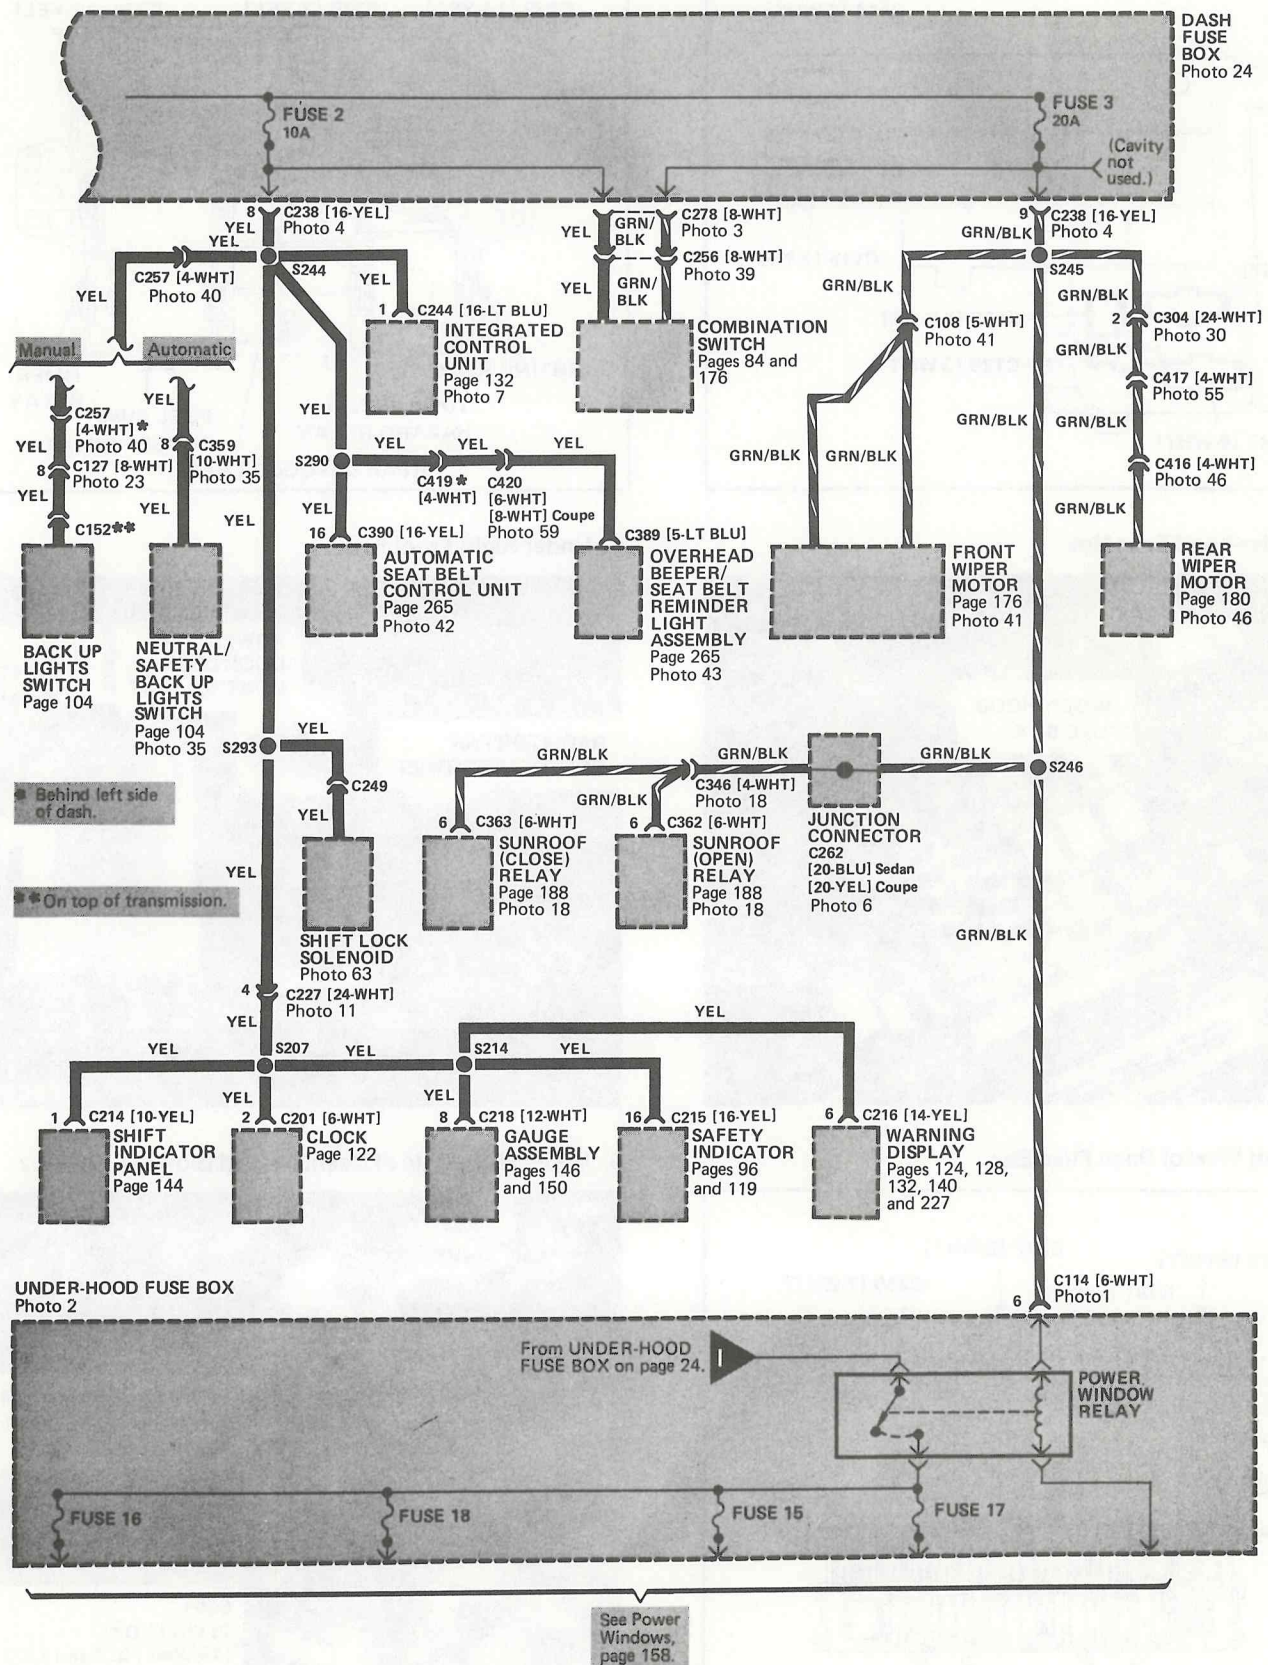 DASH
FUSE
BOX
Photo 24
FUSE 2
10A
FUSE 3
20A
(Cavity
not
used.)
8
C238 [16-YEL]
Photo 4
YEL
YEL
YEL
GRN/
BLK
C278 [8-WHT]
Photo 3
9
C238 [16-YEL]
Photo 4
GRN/BLK
S244
C257 [4-WHT]
Photo 40
YEL
YEL
1
C244 [16-LT BLU]
INTEGRATED
CONTROL
UNIT
Page 132
Photo 7
YEL
GRN/
BLK
C256 [8-WHT]
Photo 39
COMBINATION
SWITCH
Pages 84 and
176
S245
GRN/BLK
GRN/BLK
C108 [5-WHT]
Photo 41
2
C304 [24-WHT]
Photo 30
GRN/BLK
C417 [4-WHT]
Photo 55
GRN/BLK
GRN/BLK
C416 [4-WHT]
Photo 46
GRN/BLK
GRN/BLK
GRN/BLK
Manual
Automatic
C257
[4-WHT]*
Photo 40
YEL
8
C127 [8-WHT]
Photo 23
YEL
C152**
YEL
8
C359
[10-WHT]
Photo 35
YEL
YEL
YEL
S290
YEL
YEL
YEL
C419*
[4-WHT]
C420
[6-WHT]
[8-WHT] Coupe
Photo 59
YEL
16
C390 [16-YEL]
AUTOMATIC
SEAT BELT
CONTROL UNIT
Page 265
Photo 42
C389 [5-LT BLU]
OVERHEAD
BEEPER/
SEAT BELT
REMINDER
LIGHT
ASSEMBLY
Page 265
Photo 43
FRONT
WIPER
MOTOR
Page 176
Photo 41
REAR
WIPER
MOTOR
Page 180
Photo 46
BACK UP
LIGHTS
SWITCH
Page 104
NEUTRAL/
SAFETY
BACK UP
LIGHTS
SWITCH
Page 104
Photo 35
S293
YEL
C249
YEL
* Behind left side
of dash.
** On top of transmission.
YEL
SHIFT LOCK
SOLENOID
Photo 63
GRN/BLK
GRN/BLK
GRN/BLK
S246
C346 [4-WHT]
Photo 18
GRN/BLK
6
C363 [6-WHT]
SUNROOF
(CLOSE)
RELAY
Page 188
Photo 18
6
C362 [6-WHT]
SUNROOF
(OPEN)
RELAY
Page 188
Photo 18
JUNCTION
CONNECTOR
C262
[20-BLU] Sedan
[20-YEL] Coupe
Photo 6
GRN/BLK
4
C227 [24-WHT]
Photo 11
YEL
YEL
YEL
S207
YEL
S214
YEL
YEL
YEL
1
C214 [10-YEL]
SHIFT
INDICATOR
PANEL
Page 144
2
C201 [6-WHT]
CLOCK
Page 122
8
C218 [12-WHT]
GAUGE
ASSEMBLY
Pages 146
and 150
16
C215 [16-YEL]
SAFETY
INDICATOR
Pages 96
and 119
6
C216 [14-YEL]
WARNING
DISPLAY
Pages 124, 128,
132, 140
and 227
UNDER-HOOD FUSE BOX
Photo 2
6
C114 [6-WHT]
Photo1
From UNDER-HOOD
FUSE BOX on page 24.
I
POWER
WINDOW
RELAY
FUSE 16
FUSE 18
FUSE 15
FUSE 17
See Power
Windows,
page 158.